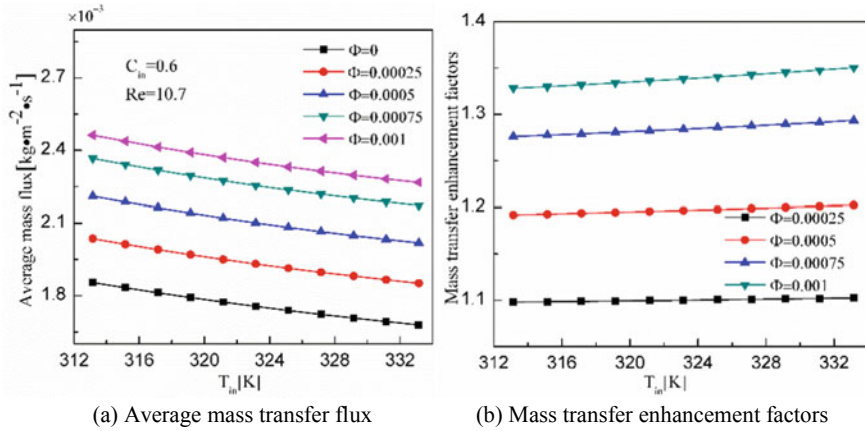 ×10⁻³
2.7
2.4
2.1
1.8
Average mass flux[kg•m⁻²•s⁻¹]
C_in=0.6
Re=10.7
Φ=0
Φ=0.00025
Φ=0.0005
Φ=0.00075
Φ=0.001
312 316 320 324 328 332
T_in[K]
(a) Average mass transfer flux
1.4
1.3
1.2
1.1
Mass transfer enhancement factors
Φ=0.00025
Φ=0.0005
Φ=0.00075
Φ=0.001
312 316 320 324 328 332
T_in[K]
(b) Mass transfer enhancement factors